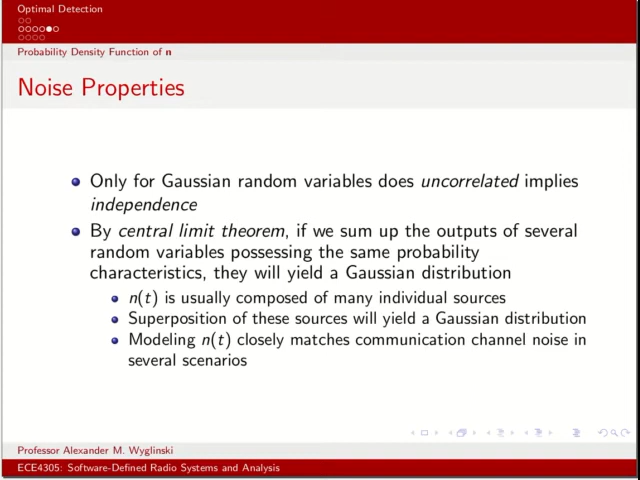 Optimal Detection
Probability Density Function of n
Noise Properties
Only for Gaussian random variables does uncorrelated implies
independence
By central limit theorem, if we sum up the outputs of several
random variables possessing the same probability
characteristics, they will yield a Gaussian distribution
n(t) is usually composed of many individual sources
Superposition of these sources will yield a Gaussian distribution
Modeling n(t) closely matches communication channel noise in
several scenarios
Professor Alexander M. Wyglinski
ECE4305: Software-Defined Radio Systems and Analysis